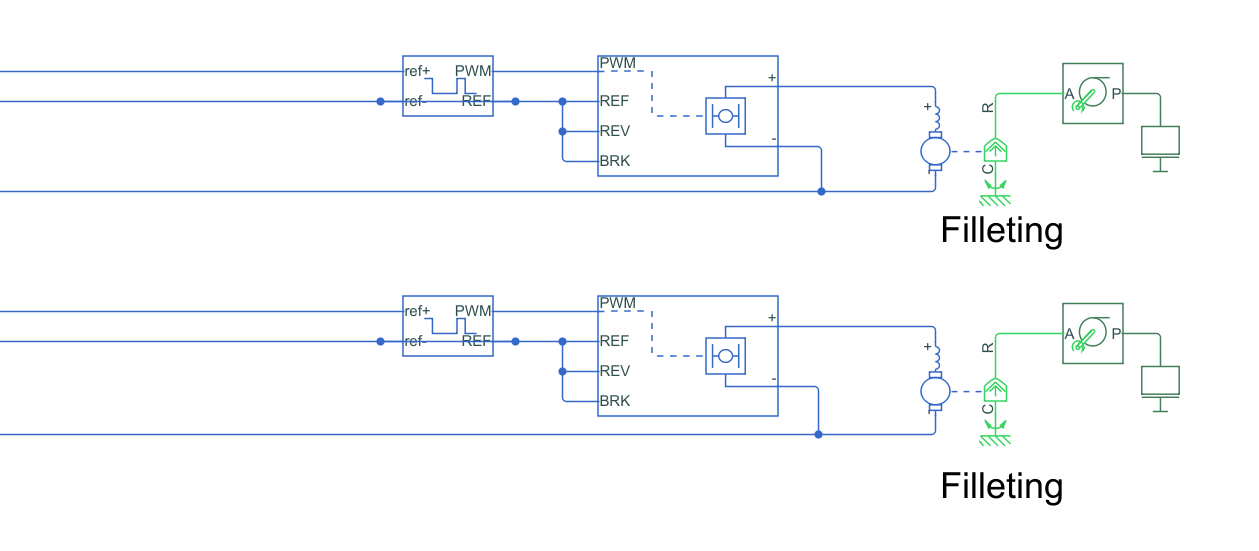 ref+ PWM
ref- REF
PWM
REF
REV
BRK
+
-
+
-
R
C
A P
Filleting
ref+ PWM
ref- REF
PWM
REF
REV
BRK
+
-
+
-
R
C
A P
Filleting